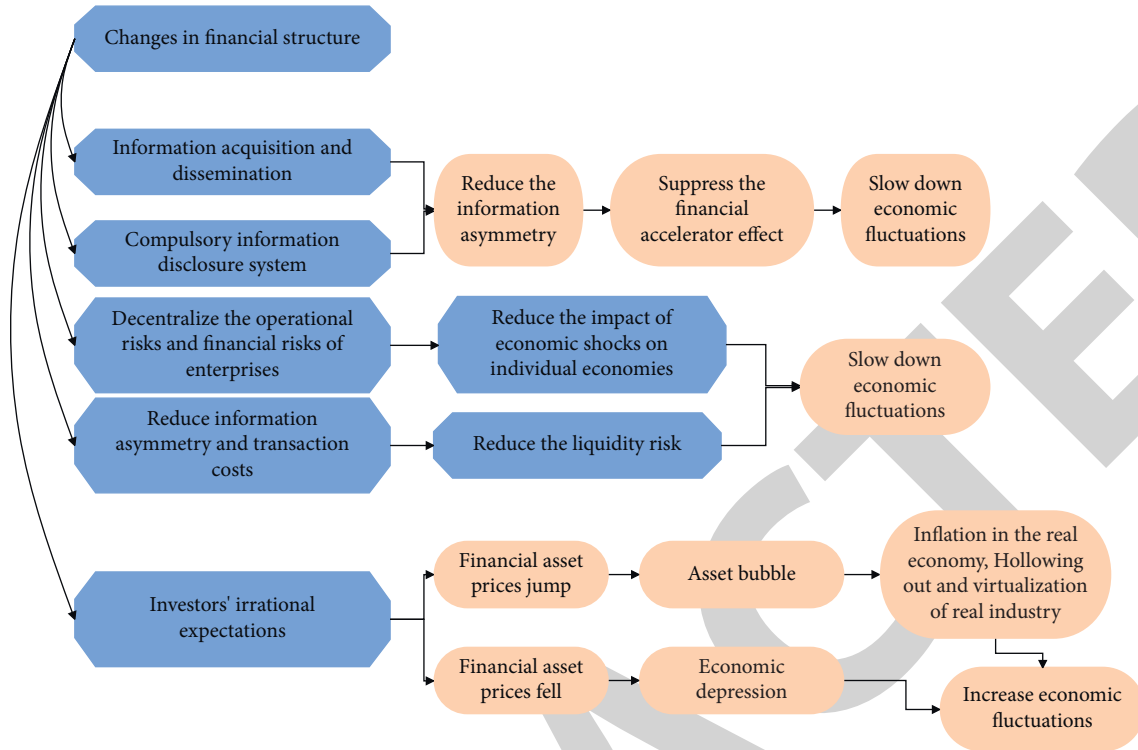 Changes in financial structure
Information acquisition and
dissemination
Reduce the
information
asymmetry
Suppress the
financial
accelerator effect
Slow down
economic
fluctuations
Compulsory information
disclosure system
Decentralize the operational
risks and financial risks of
enterprises
Reduce the impact of
economic shocks on
individual economies
Slow down
economic
fluctuations
Reduce information
asymmetry and transaction
costs
Reduce the liquidity risk
Investors' irrational
expectations
Financial asset
prices jump
Asset bubble
Inflation in the real
economy, Hollowing
out and virtualization
of real industry
Financial asset
prices fell
Economic
depression
Increase economic
fluctuations
CTE